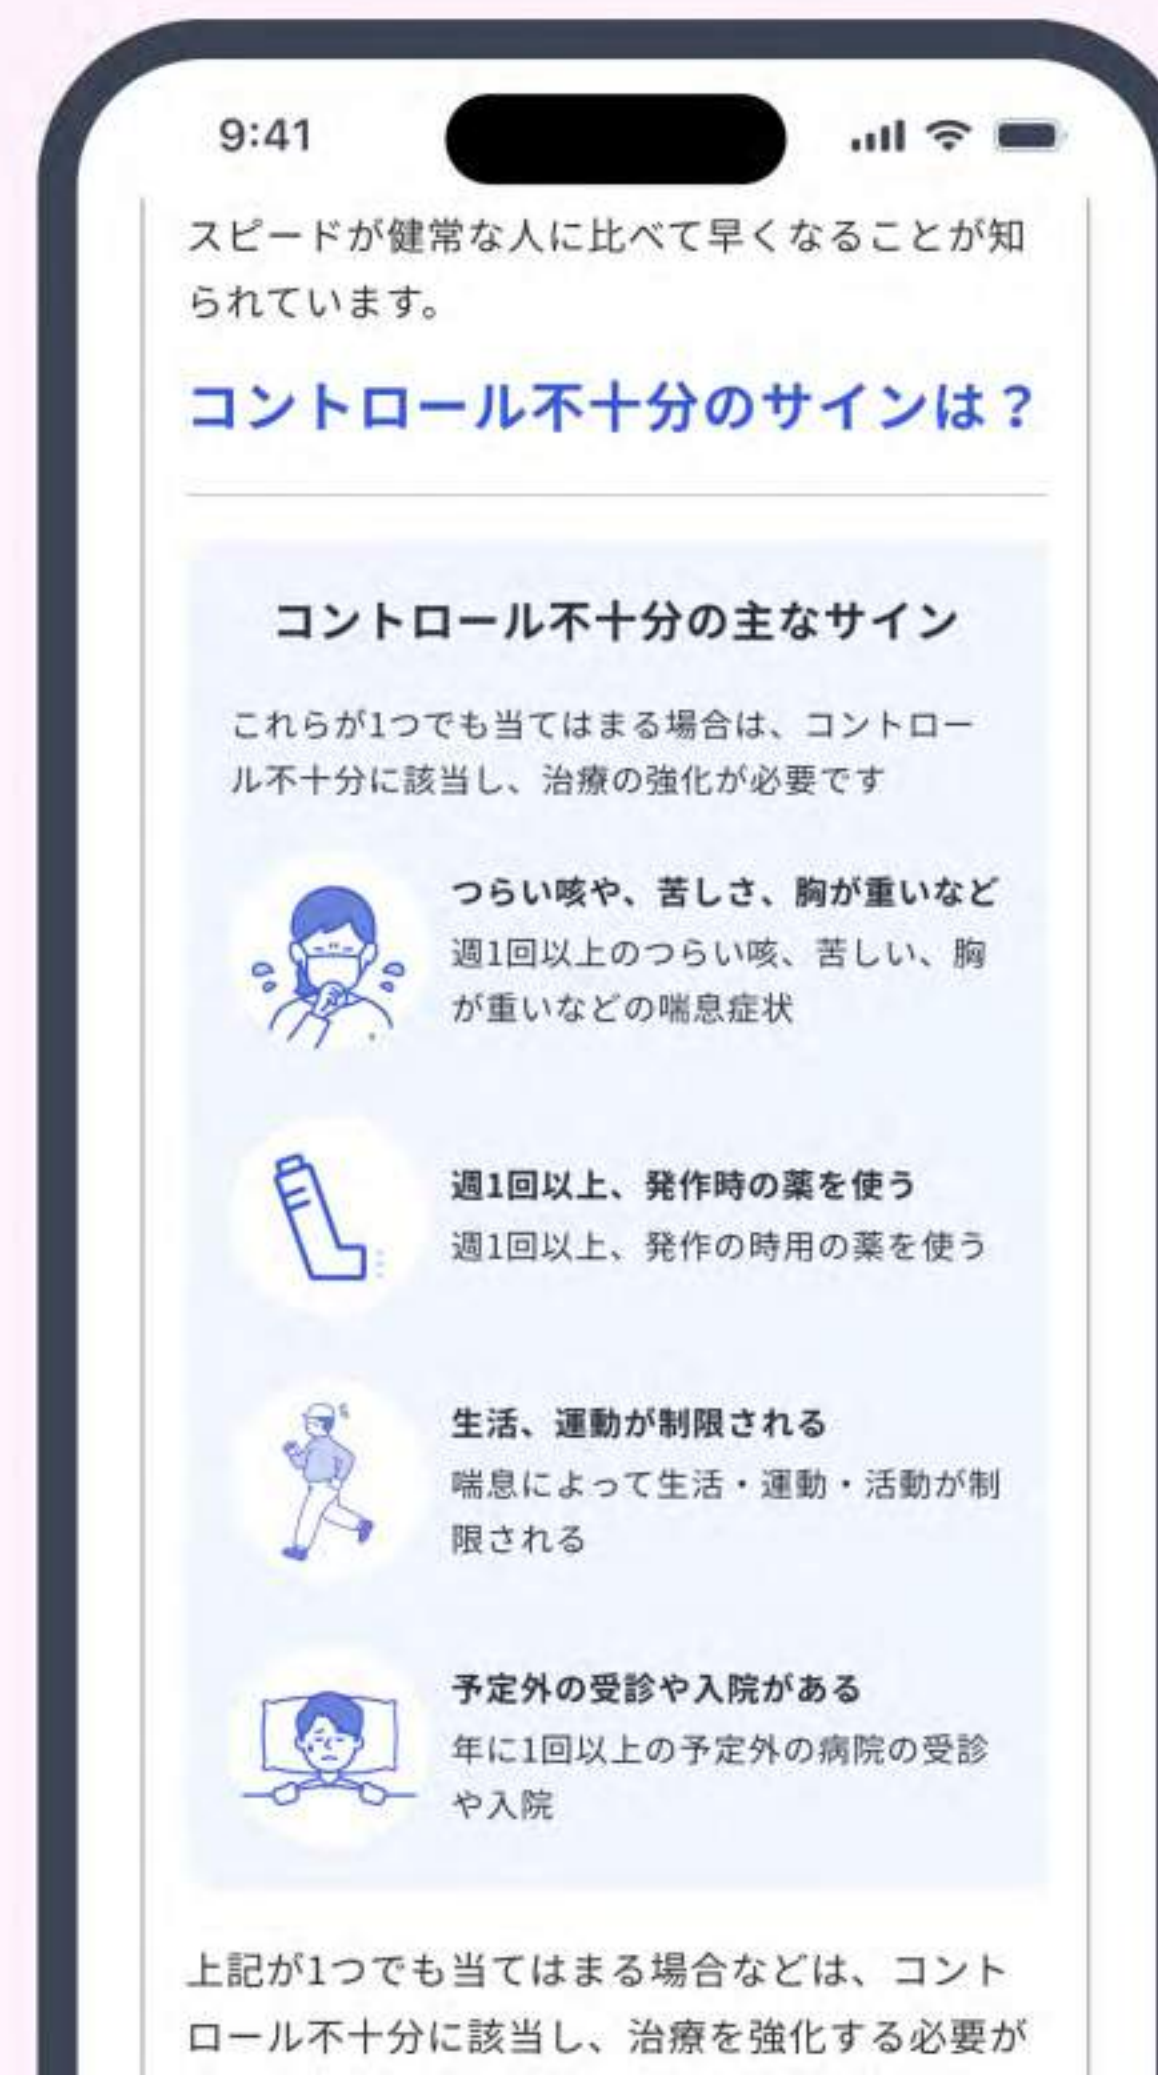 9:41
スピードが健常な人に比べて早くなることが知
られています。
コントロール不十分のサインは？
コントロール不十分の主なサイン
これらが1つでも当てはまる場合は、コントロー
ル不十分に該当し、治療の強化が必要です
つらい咳や、苦しさ、胸が重いなど
週1回以上のつらい咳、苦しい、胸
が重いなどの喘息症状
週1回以上、発作時の薬を使う
週1回以上、発作の時用の薬を使う
生活、運動が制限される
喘息によって生活・運動・活動が制
限される
予定外の受診や入院がある
年に1回以上の予定外の病院の受診
や入院
上記が1つでも当てはまる場合などは、コント
ロール不十分に該当し、治療を強化する必要が